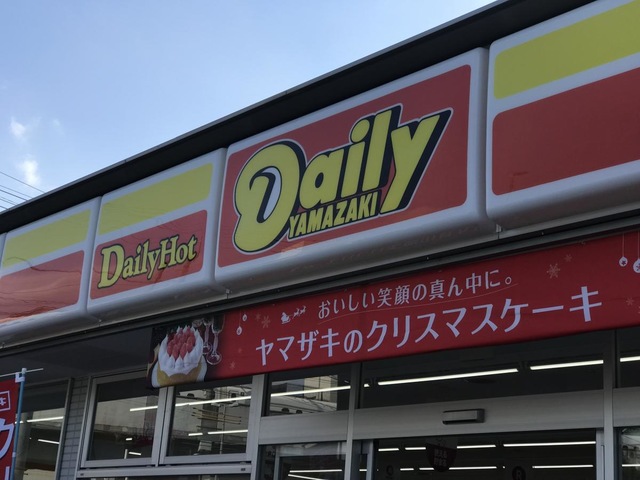 Daily
YAMAZAKI
DailyHot
おいしい笑顔の真ん中に。
ヤマザキのクリスマスケーキ